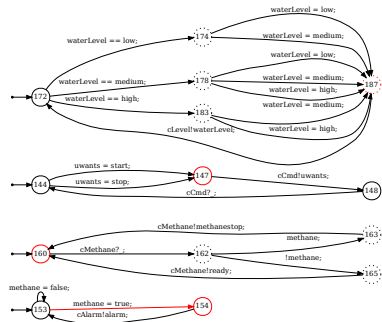 waterLevel = low;
174
waterLevel == low;
waterLevel = medium;
waterLevel = low;
178
waterLevel = medium;
187
waterLevel == medium;
172
waterLevel = high;
waterLevel == high;
waterLevel = medium;
183
waterLevel = high;
cLevel!waterLevel;
uwants = start;
147
cCmd!uwants;
144
uwants = stop;
148
cCmd?_;
cMethane!methanestop;
163
methane;
cMethane?_;
160
162
!methane;
cMethane!ready;
165
methane = false;
methane = true;
153
154
cAlarm!alarm;